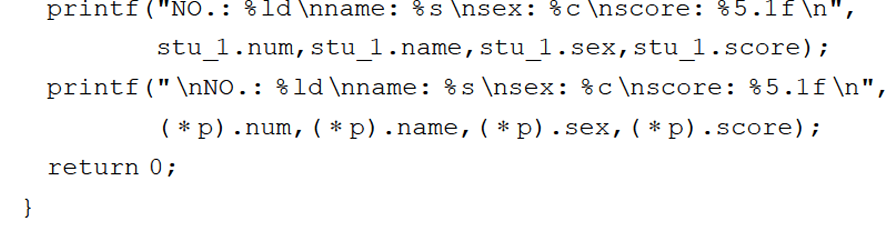 printf("NO.: %ld\nname: %s\nsex: %c\nscore: %5.1f\n",
stu_1.num,stu_1.name,stu_1.sex,stu_1.score);
printf("\nNO.: %ld\nname: %s\nsex: %c\nscore: %5.1f\n",
(*p).num,(*p).name,(*p).sex,(*p).score);
return 0;
}